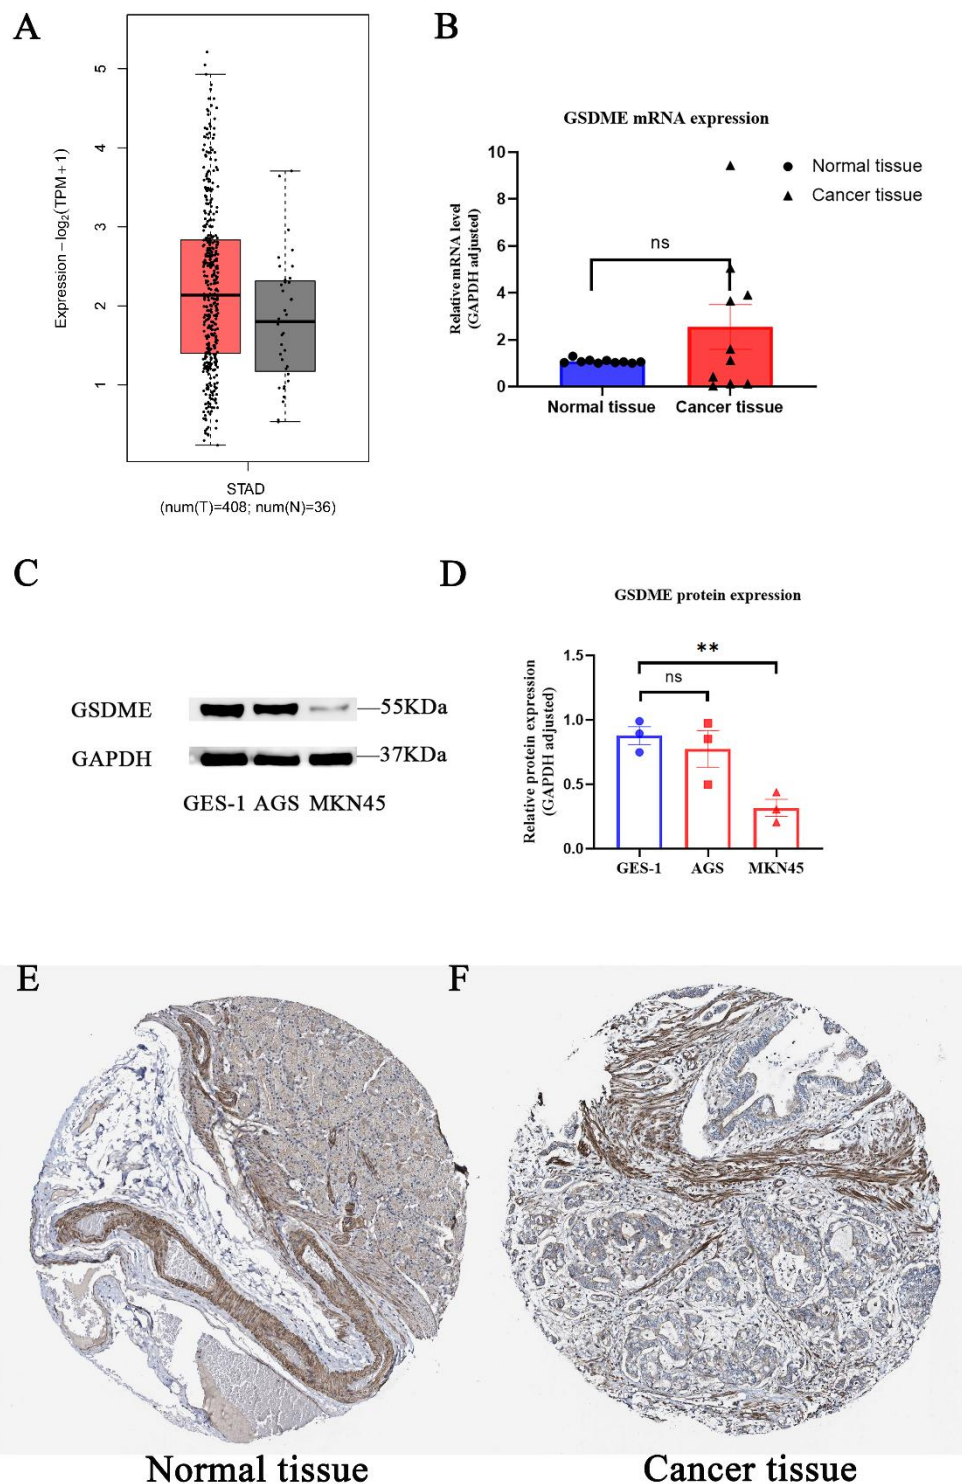 A
5
4
3
2
1
Expression – log₂(TPM + 1)
STAD
(num(T)=408; num(N)=36)
B
GSDME mRNA expression
10
8
6
4
2
0
Relative mRNA level
(GAPDH adjusted)
ns
Normal tissue
Cancer tissue
Normal tissue Cancer tissue
C
GSDME
55KDa
GAPDH
37KDa
GES-1 AGS MKN45
D
GSDME protein expression
1.5
1.0
0.5
0.0
Relative protein expression
(GAPDH adjusted)
**
ns
GES-1 AGS MKN45
E
Normal tissue
F
Cancer tissue